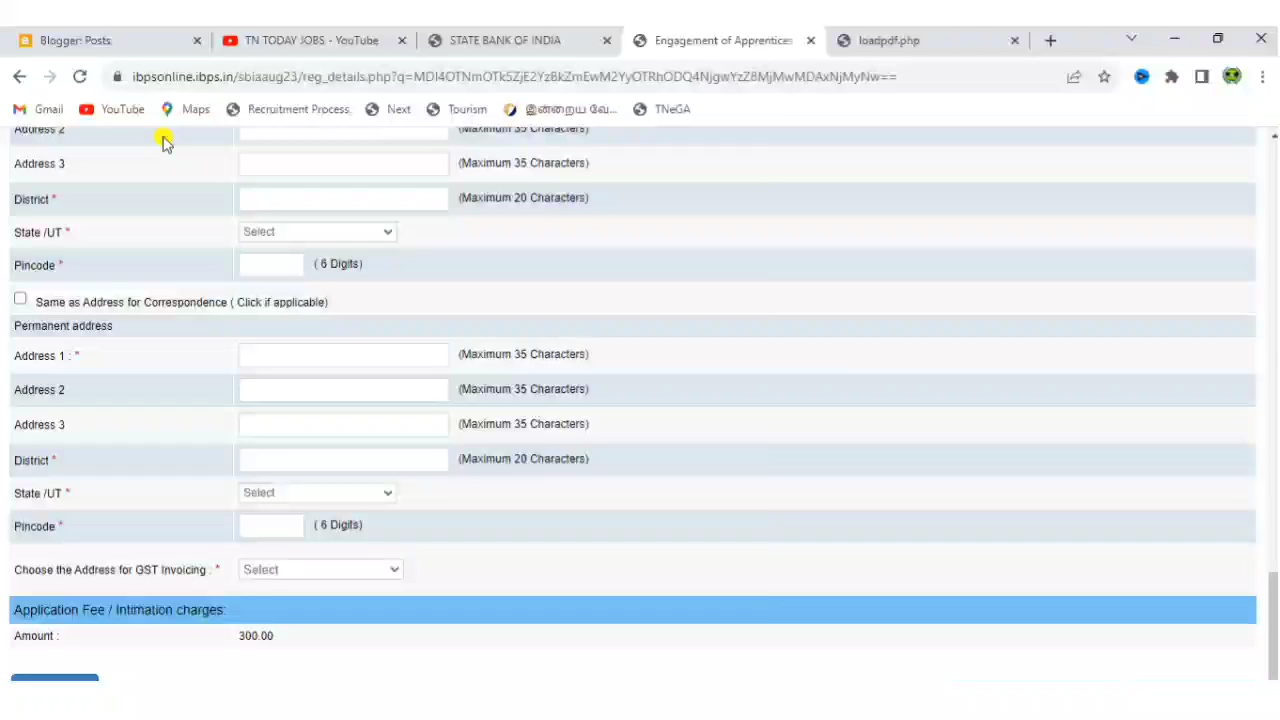 Blogger: Posts
TN TODAY JOBS - YouTube
STATE BANK OF INDIA
Engagement of Apprentices
loadpdf.php
ibpsonline.ibps.in/sbiaaug23/reg_details.php?q=MDI4OTNmOTk5ZjE2Yz8kZmEwM2YyOTRhODQ4NjgwYzZ8MjMwMDAxNjMyNw==
Gmail YouTube Maps Recruitment Process. Next Tourism இன்றைய வே... TNeGA
Address 2 (Maximum 35 Characters)
Address 3 (Maximum 35 Characters)
District * (Maximum 20 Characters)
State /UT * Select
Pincode * ( 6 Digits)
Same as Address for Correspondence ( Click if applicable)
Permanent address
Address 1 : * (Maximum 35 Characters)
Address 2 (Maximum 35 Characters)
Address 3 (Maximum 35 Characters)
District * (Maximum 20 Characters)
State /UT * Select
Pincode * ( 6 Digits)
Choose the Address for GST Invoicing : * Select
Application Fee / Intimation charges:
Amount : 300.00